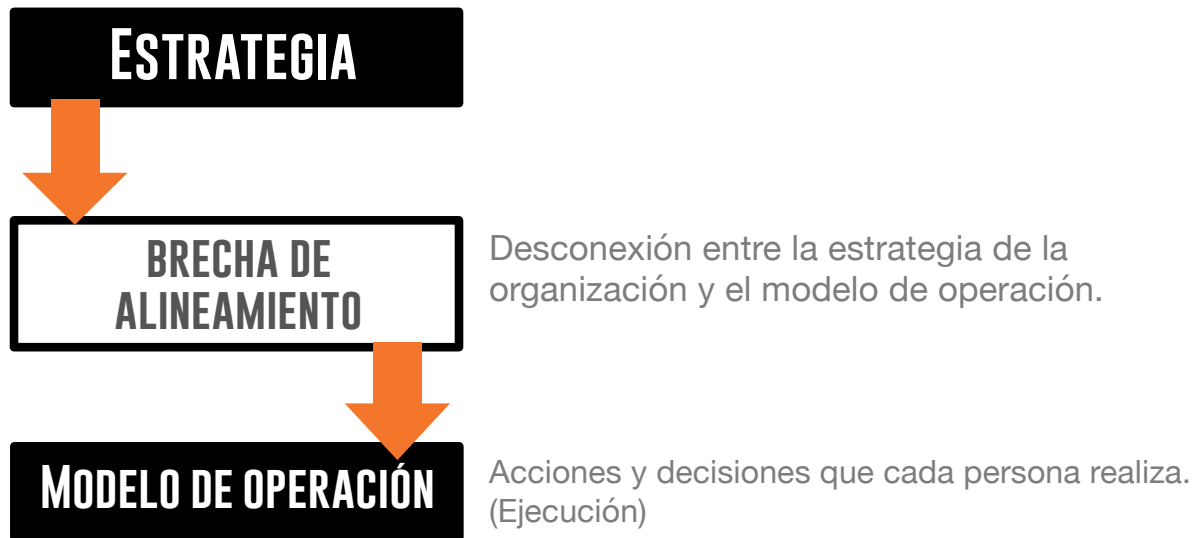 ESTRATEGIA
BRECHA DE
ALINEAMIENTO
Desconexión entre la estrategia de la
organización y el modelo de operación.
MODELO DE OPERACIÓN
Acciones y decisiones que cada persona realiza.
(Ejecución)